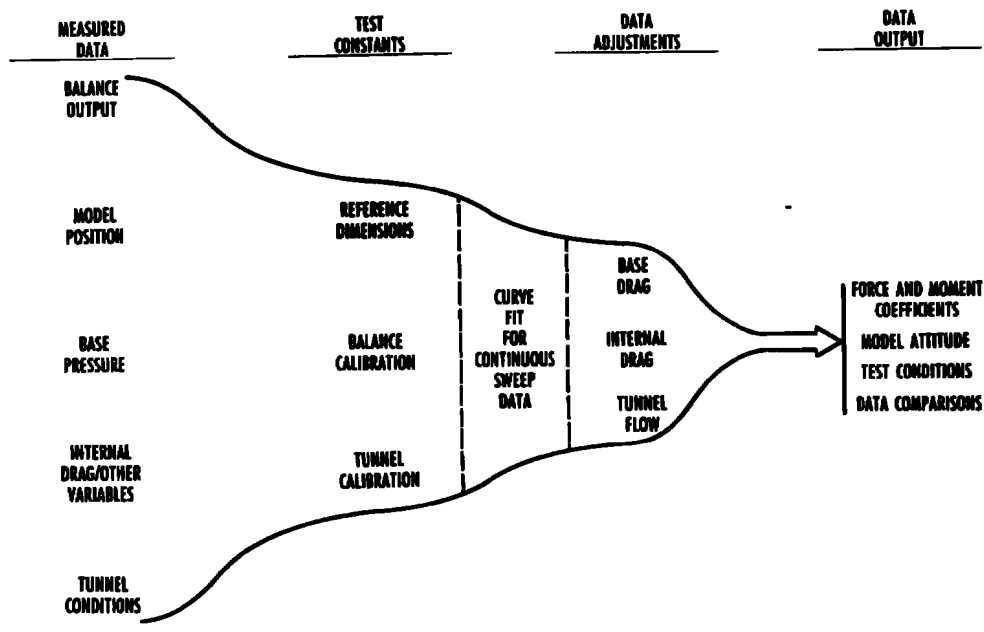 MEASURED
DATA
TEST
CONSTANTS
DATA
ADJUSTMENTS
DATA
OUTPUT
BALANCE
OUTPUT
MODEL
POSITION
BASE
PRESSURE
INTERNAL
DRAG/OTHER
VARIABLES
TUNNEL
CONDITIONS
REFERENCE
DIMENSIONS
BALANCE
CALIBRATION
TUNNEL
CALIBRATION
CURVE
FIT
FOR
CONTINUOUS
SWEEP
DATA
BASE
DRAG
INTERNAL
DRAG
TUNNEL
FLOW
FORCE AND MOMENT
COEFFICIENTS
MODEL ATTITUDE
TEST CONDITIONS
DATA COMPARISONS